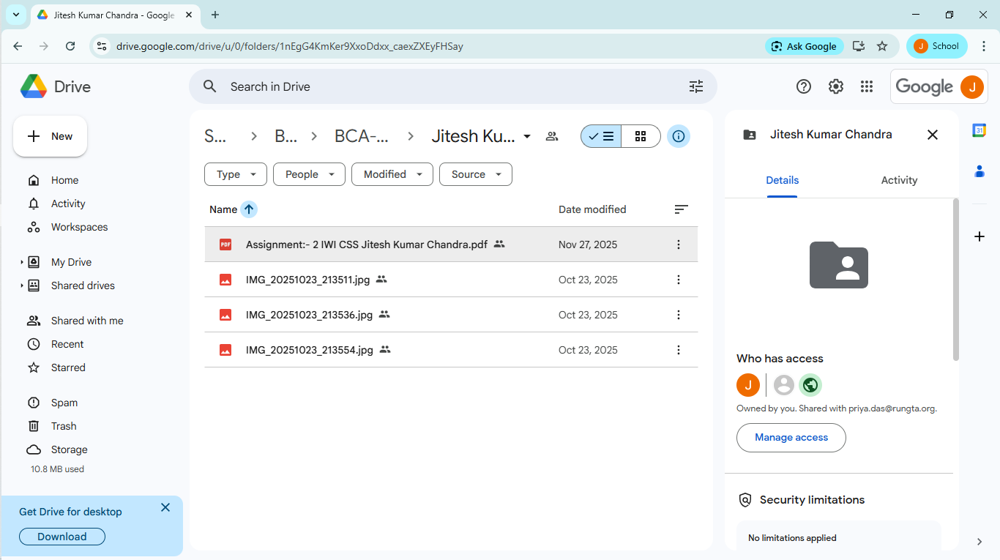 Jitesh Kumar Chandra - Google
drive.google.com/drive/u/0/folders/1nEgG4KmKer9XxoDdxx_caexZXEyFHSay
Ask Google
J
School
Drive
Search in Drive
Google
J
New
Home
Activity
Workspaces
My Drive
Shared drives
Shared with me
Recent
Starred
Spam
Trash
Storage
10.8 MB used
Get Drive for desktop
Download
S... > B... > BCA-... > Jitesh Ku...
Type People Modified Source
Name Date modified
PDF Assignment:- 2 IWI CSS Jitesh Kumar Chandra.pdf Nov 27, 2025
IMG_20251023_213511.jpg Oct 23, 2025
IMG_20251023_213536.jpg Oct 23, 2025
IMG_20251023_213554.jpg Oct 23, 2025
Jitesh Kumar Chandra
Details Activity
Who has access
J
Owned by you. Shared with priya.das@rungta.org.
Manage access
Security limitations
No limitations applied
31